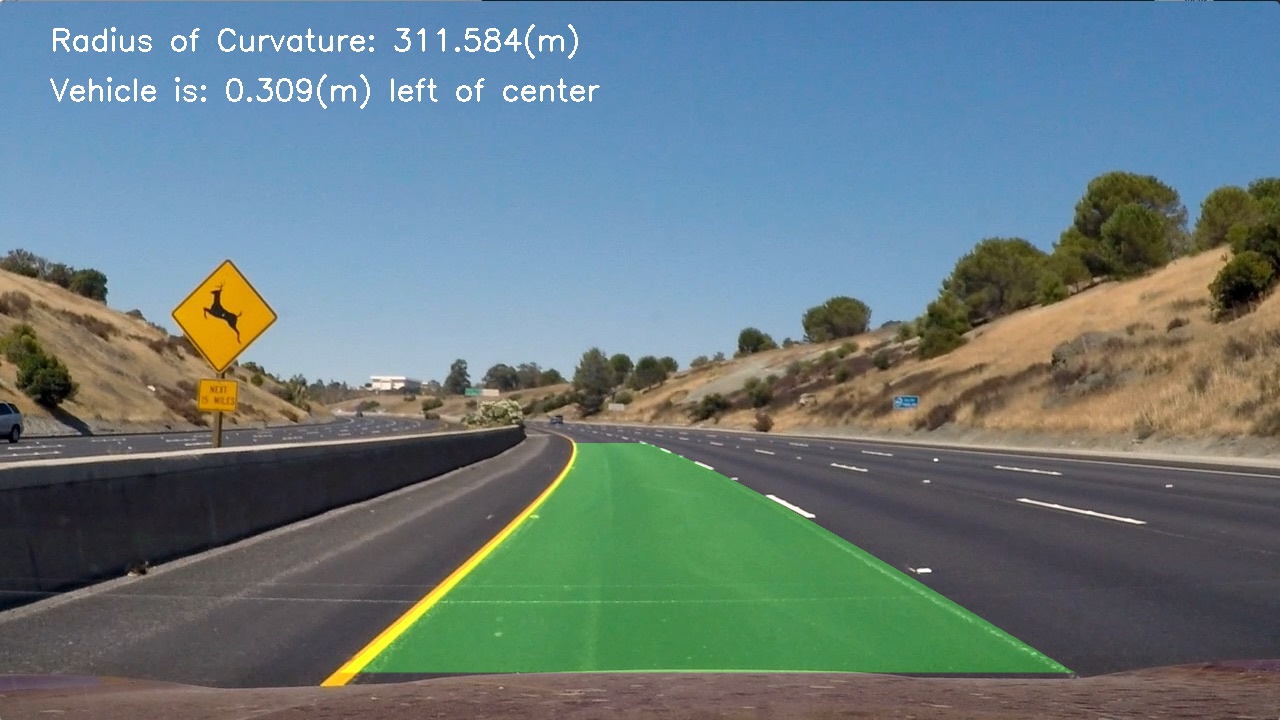 Radius of Curvature: 311.584(m)
Vehicle is: 0.309(m) left of center
NEXT
15 MILES